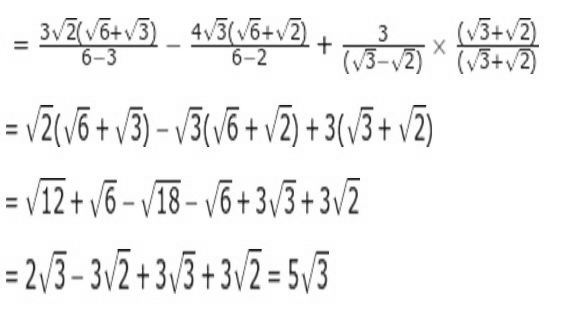 = 3√2(√6+√3)/6−3 − 4√3(√6+√2)/6−2 + 3/(√3−√2) × (√3+√2)/(√3+√2)
= √2(√6 + √3) − √3(√6 + √2) + 3(√3 + √2)
= √12 + √6 − √18 − √6 + 3√3 + 3√2
= 2√3 − 3√2 + 3√3 + 3√2 = 5√3